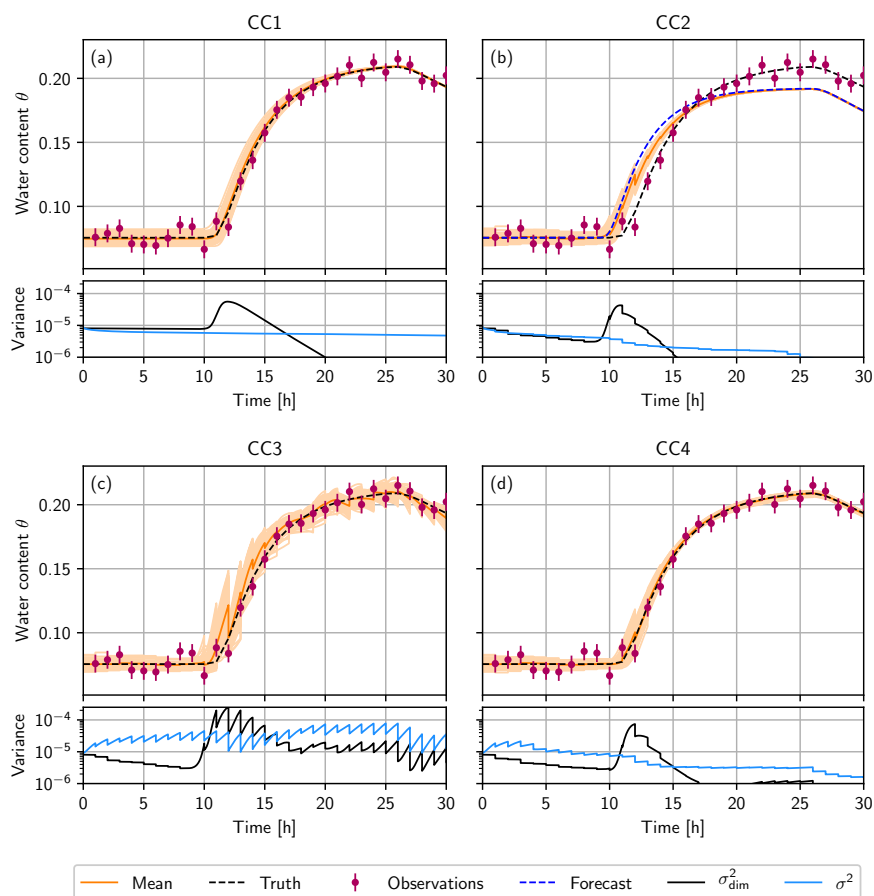 CC1 CC2
(a) (b)
Water content θ
0.20
0.15
0.10
Variance
10⁻⁴
10⁻⁵
10⁻⁶
0 5 10 15 20 25 30 0 5 10 15 20 25 30
Time [h] Time [h]
CC3 CC4
(c) (d)
Water content θ
0.20
0.15
0.10
Variance
10⁻⁴
10⁻⁵
10⁻⁶
0 5 10 15 20 25 30 0 5 10 15 20 25 30
Time [h] Time [h]
Mean Truth Observations Forecast σ²dim σ²